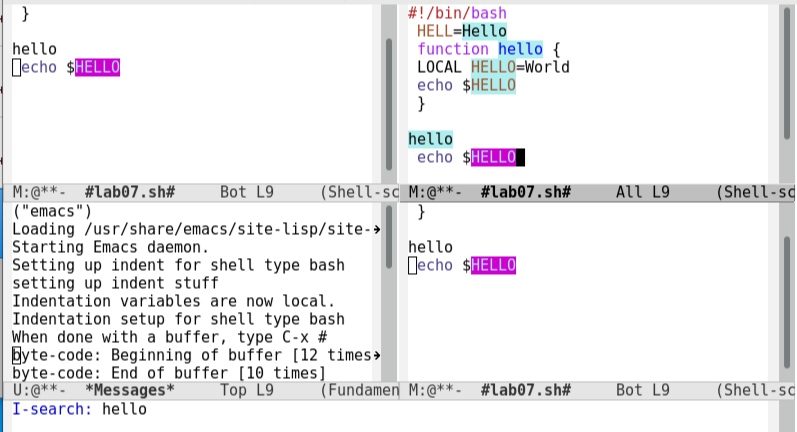 }
hello
echo $HELLO
M:@**-  #lab07.sh#     Bot L9     (Shell-sc
#!/bin/bash
HELL=Hello
function hello {
LOCAL HELLO=World
echo $HELLO
}
hello
echo $HELLO
M:@**-  #lab07.sh#     All L9     (Shell-sc
("emacs")
Loading /usr/share/emacs/site-lisp/site-→
Starting Emacs daemon.
Setting up indent for shell type bash
setting up indent stuff
Indentation variables are now local.
Indentation setup for shell type bash
When done with a buffer, type C-x #
byte-code: Beginning of buffer [12 times→
byte-code: End of buffer [10 times]
U:@**-  *Messages*     Top L9     (Fundamen
}
hello
echo $HELLO
M:@**-  #lab07.sh#     Bot L9     (Shell-sc
I-search: hello